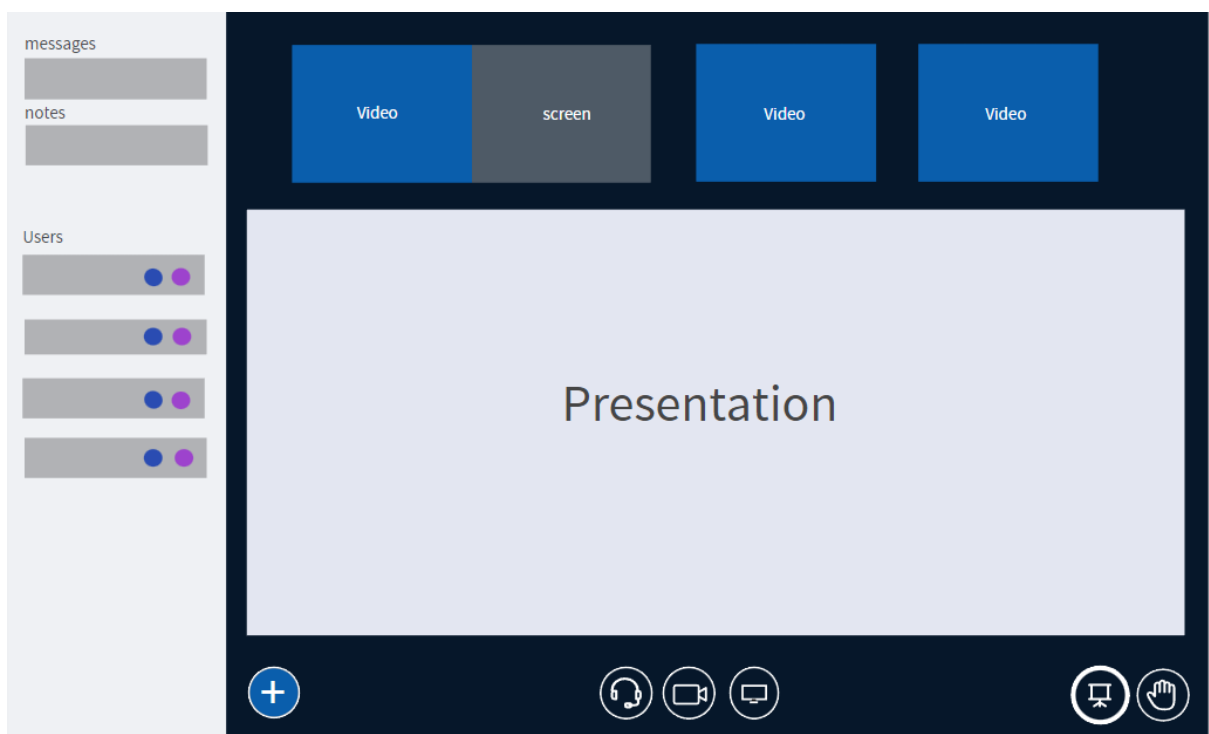 messages
notes
Users
Video
screen
Video
Video
Presentation